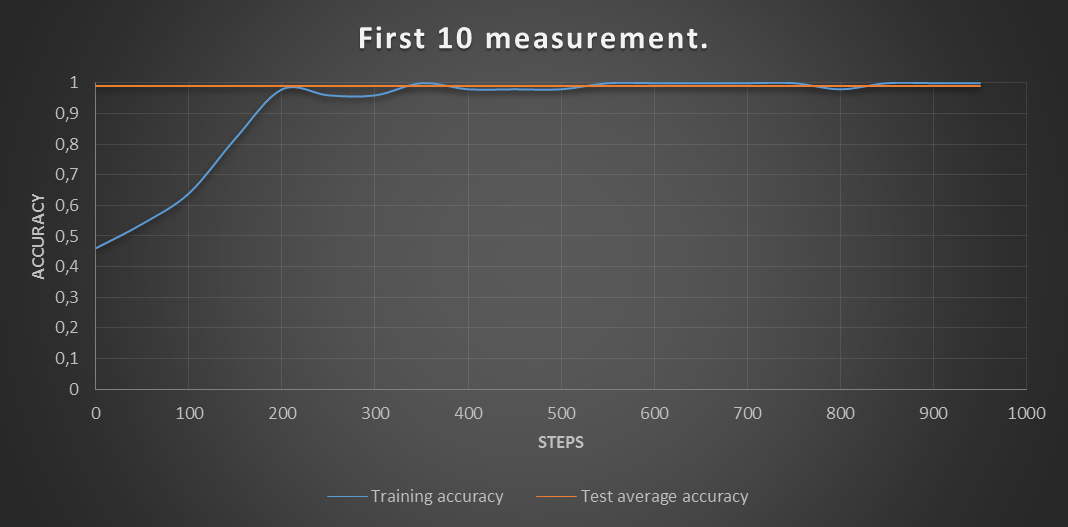 First 10 measurement.
1
0,9
0,8
0,7
0,6
0,5
0,4
0,3
0,2
0,1
0
ACCURACY
0 100 200 300 400 500 600 700 800 900 1000
STEPS
Training accuracy Test average accuracy